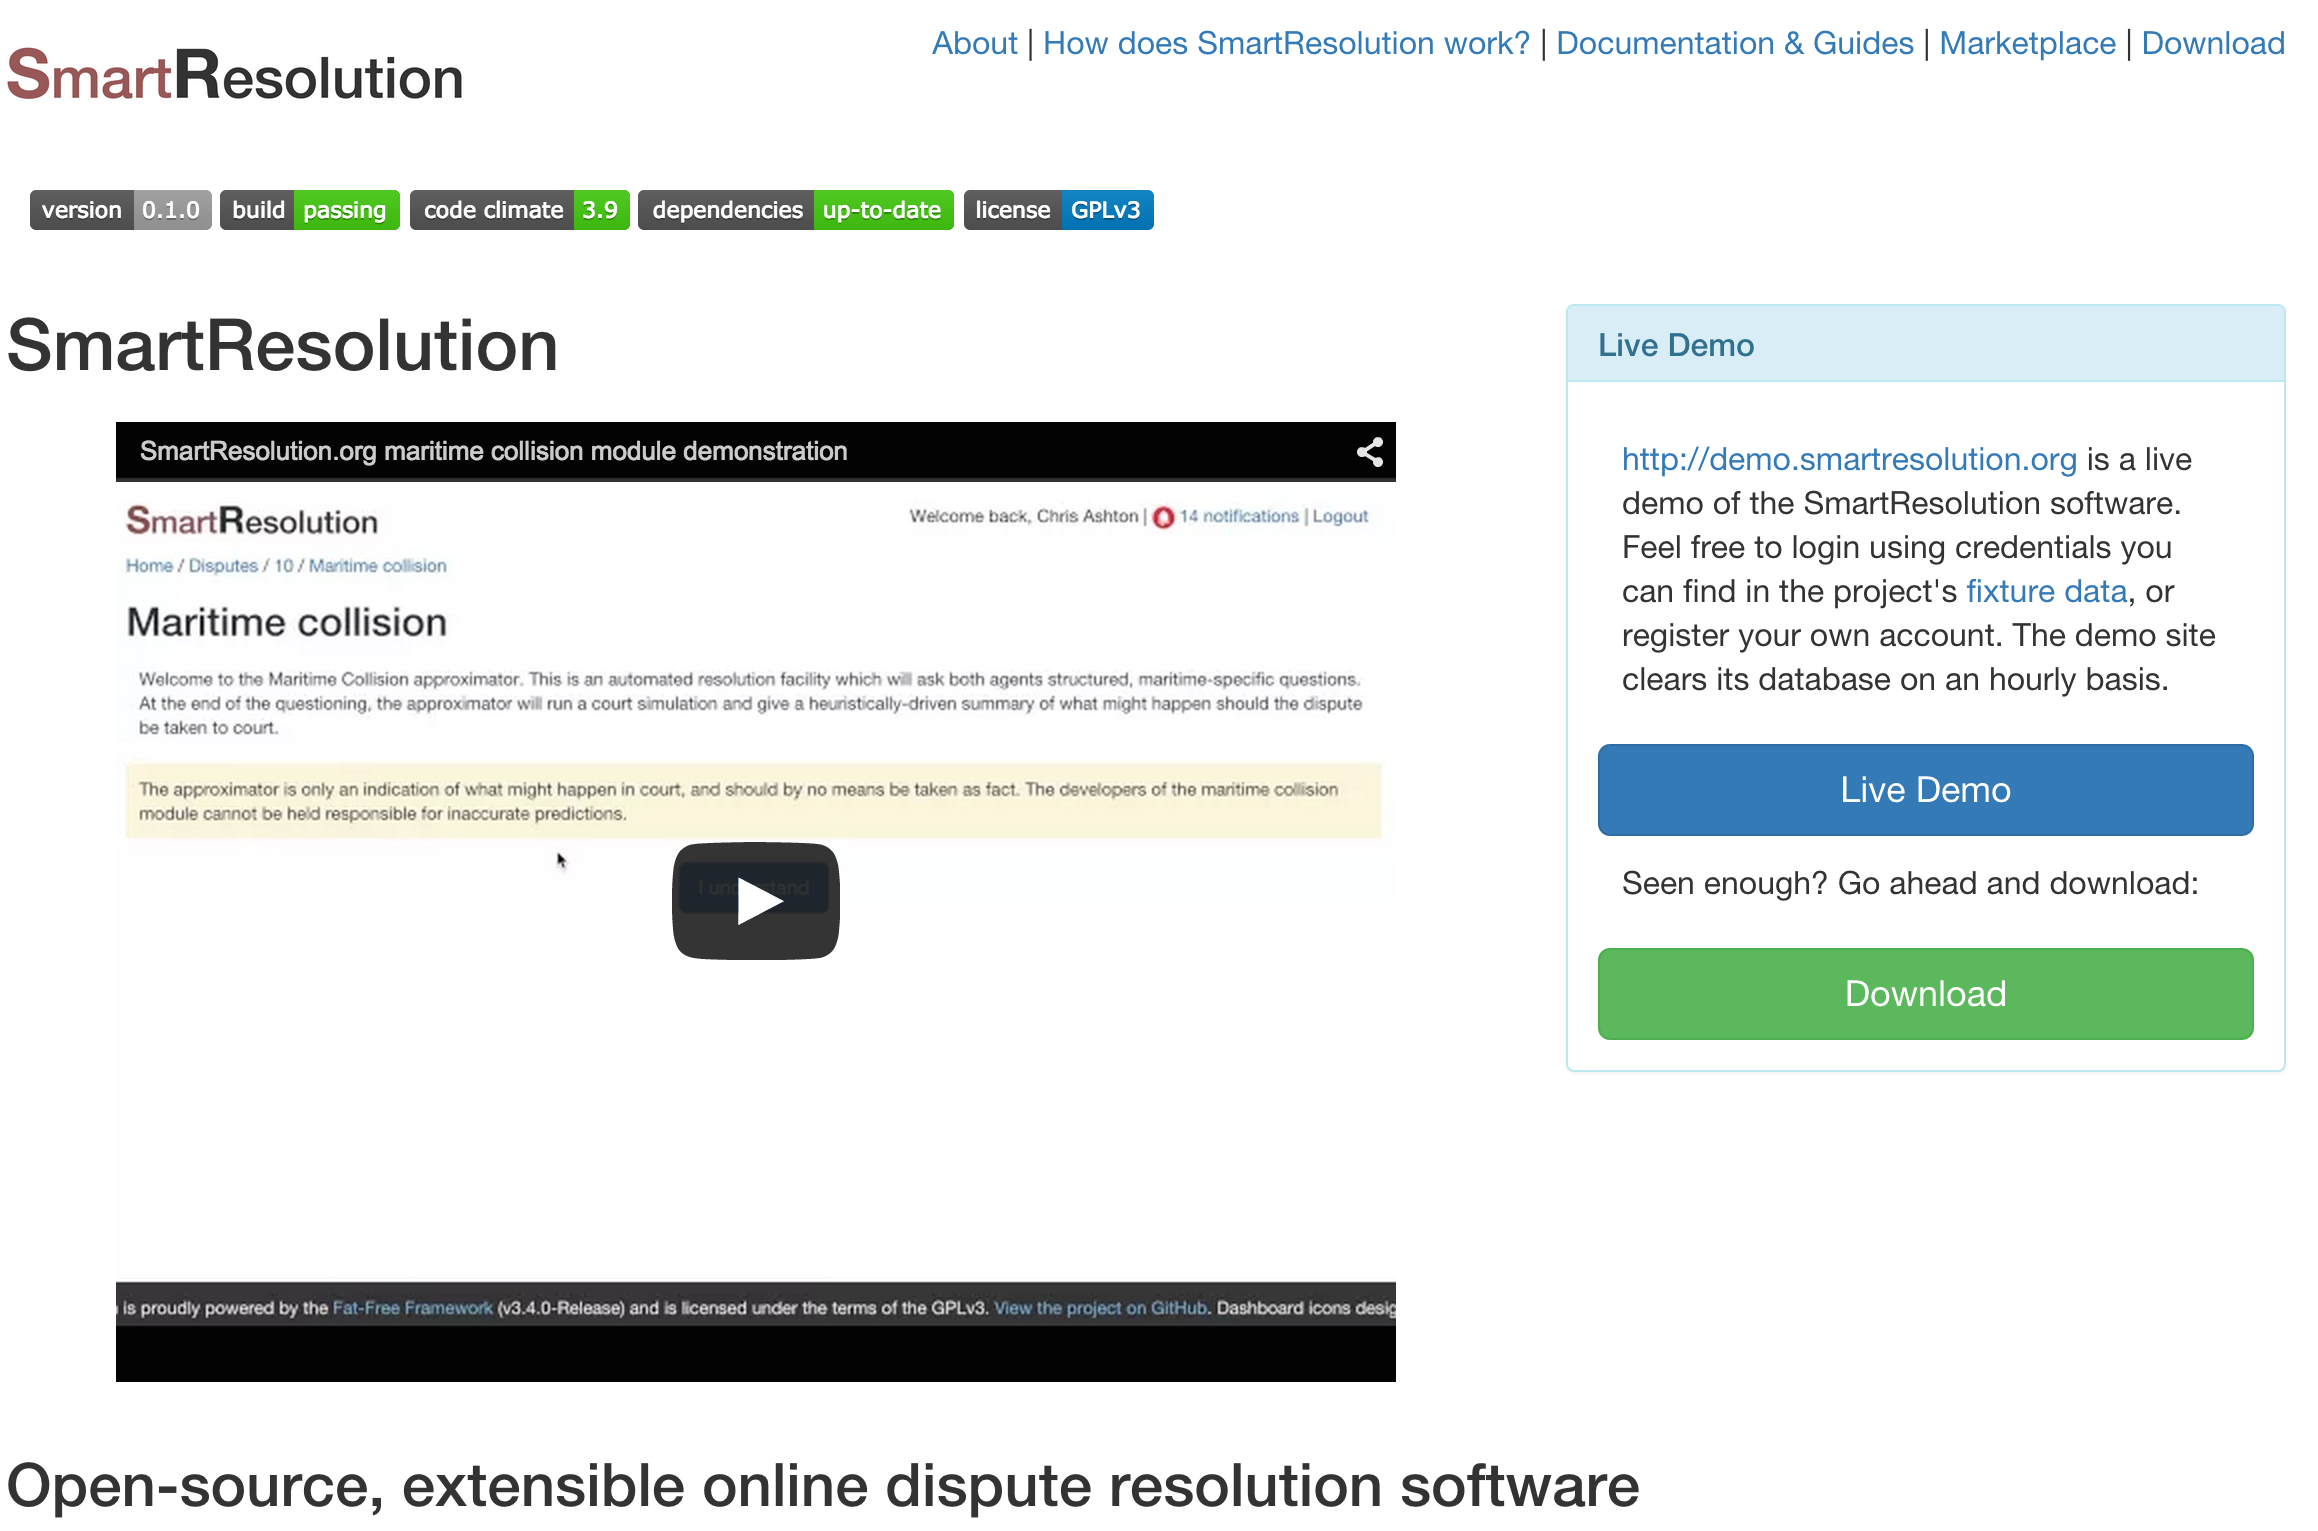 About | How does SmartResolution work? | Documentation & Guides | Marketplace | Download
SmartResolution
version 0.1.0 build passing code climate 3.9 dependencies up-to-date license GPLv3
SmartResolution
SmartResolution.org maritime collision module demonstration
SmartResolution
Welcome back, Chris Ashton | 14 notifications | Logout
Home / Disputes / 10 / Maritime collision
Maritime collision
Welcome to the Maritime Collision approximator. This is an automated resolution facility which will ask both agents structured, maritime-specific questions.
At the end of the questioning, the approximator will run a court simulation and give a heuristically-driven summary of what might happen should the dispute
be taken to court.
The approximator is only an indication of what might happen in court, and should by no means be taken as fact. The developers of the maritime collision
module cannot be held responsible for inaccurate predictions.
is proudly powered by the Fat-Free Framework (v3.4.0-Release) and is licensed under the terms of the GPLv3. View the project on GitHub. Dashboard icons desig
Live Demo
http://demo.smartresolution.org is a live
demo of the SmartResolution software.
Feel free to login using credentials you
can find in the project's fixture data, or
register your own account. The demo site
clears its database on an hourly basis.
Live Demo
Seen enough? Go ahead and download:
Download
Open-source, extensible online dispute resolution software